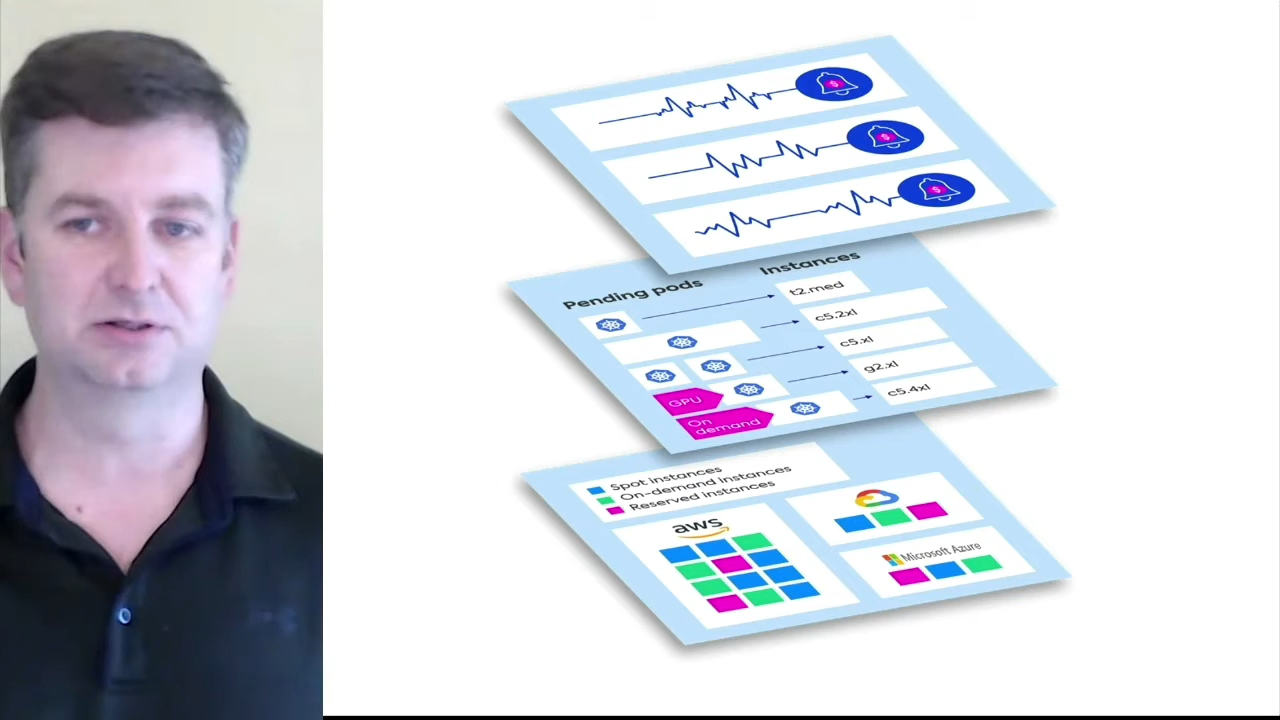 $
$
$
Pending pods
Instances
t2.med
c5.2xl
c5.xl
GPU
g2.xl
On
demand
c5.4xl
Spot instances
On-demand instances
Reserved instances
aws
Microsoft Azure